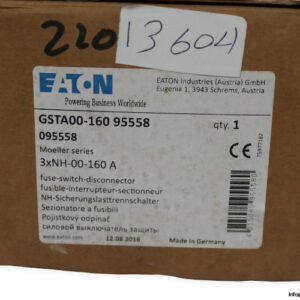 22013604
EATON
Powering Business Worldwide
EATON Industries (Austria) GmbH
Eugenia 1, 3943 Schrems, Austria
GSTA00-160 95558
095558
qty. 1
Moeller series
3xNH-00-160 A
fuse-switch-disconnector
fusible-interrupteur-sectionneur
NH-Sicherungslasttrennschalter
Sezionatore a fusibili
Pojistkový odpínač
силовой выключатель защиты
www.eaton.com
12.08.2016
Made in Germany